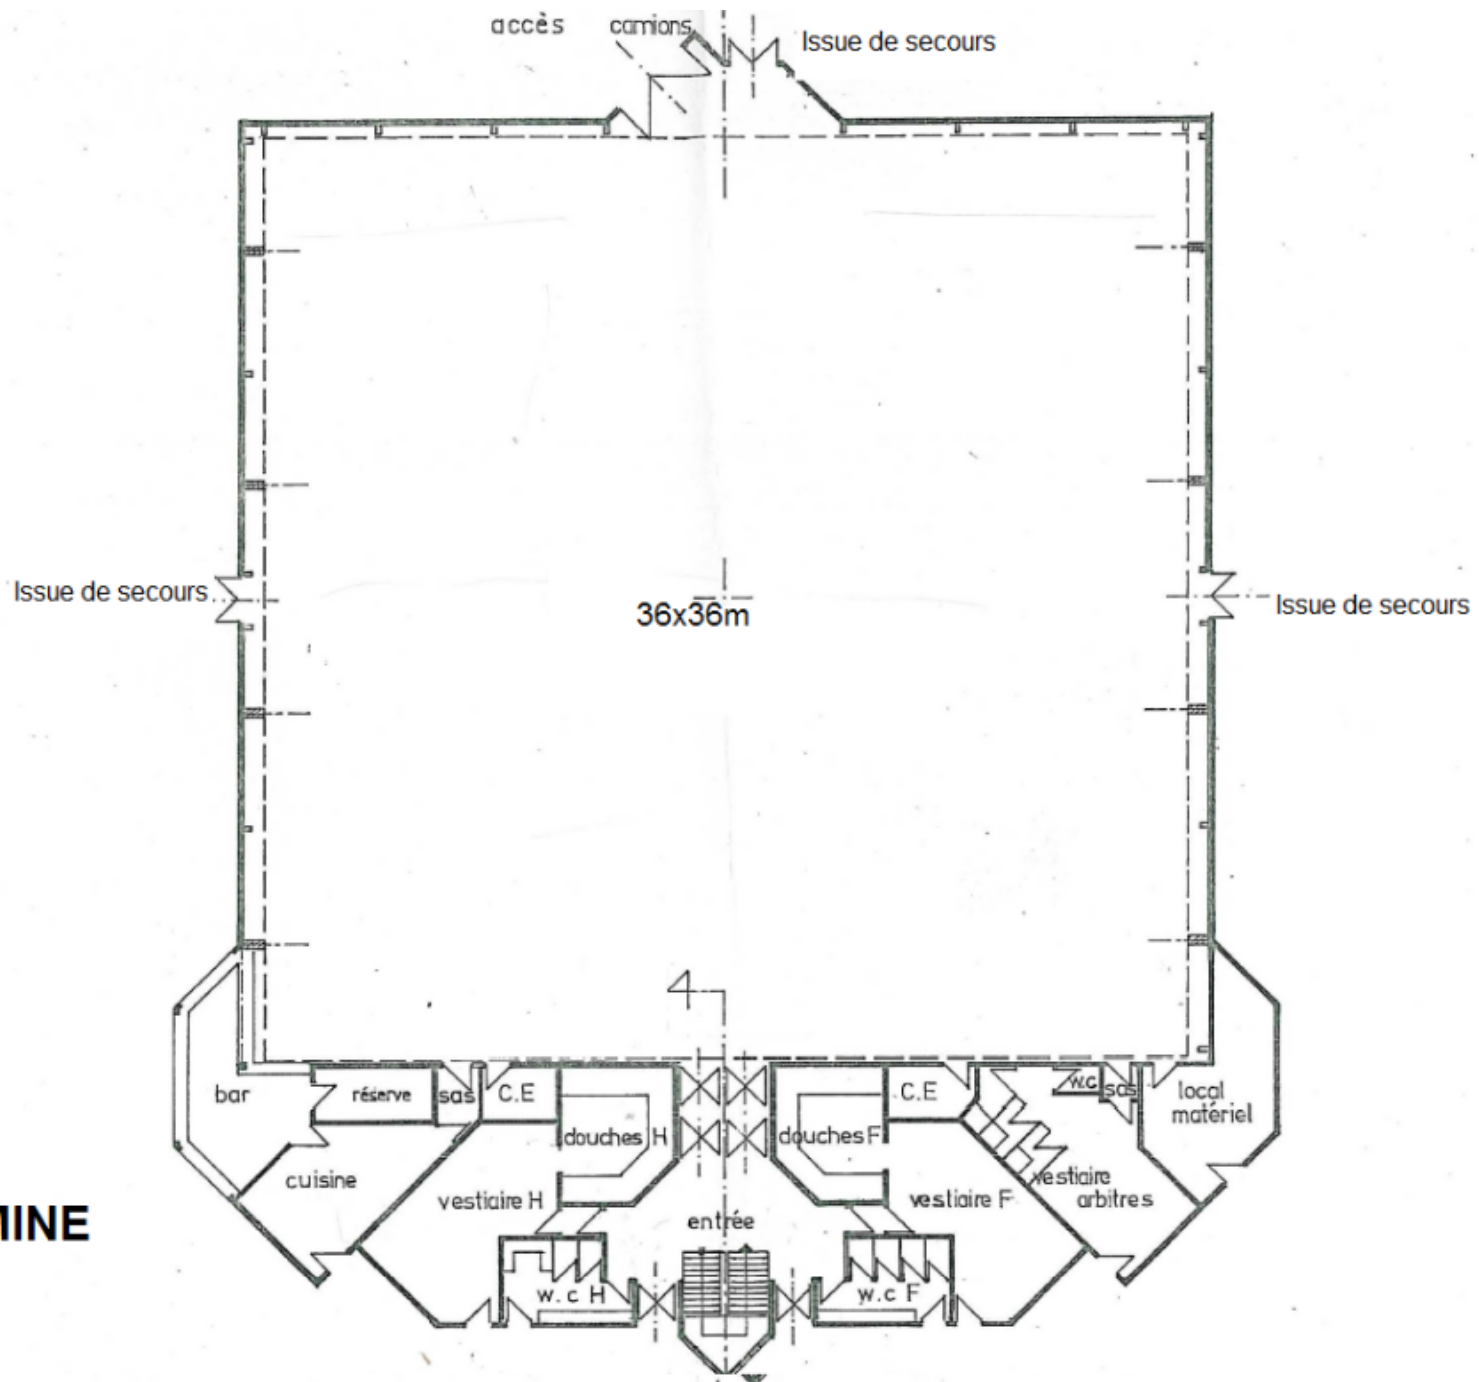 accès camions
Issue de secours
Issue de secours
36x36m
Issue de secours
bar
réserve
sas
C.E
douches H
douches F
C.E
w.c
sas
local
matériel
cuisine
vestiaire H
entrée
vestiaire F
vestiaire
arbitres
MINE
w.c H
w.c F